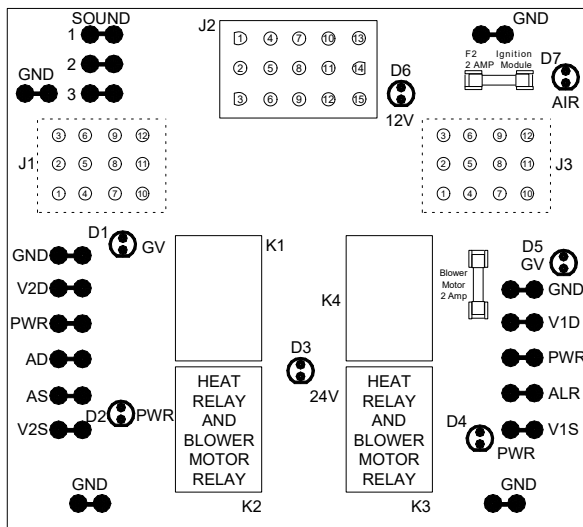 SOUND
1
2
3
GND
J2
1 4 7 10 13
2 5 8 11 14
3 6 9 12 15
D6
12V
GND
F2 Ignition
2 AMP Module
D7
AIR
J1
3 6 9 12
2 5 8 11
1 4 7 10
J3
3 6 9 12
2 5 8 11
1 4 7 10
D1
GV
GND
V2D
PWR
AD
AS
V2S
D2
PWR
GND
K1
K4
D3
24V
HEAT
RELAY
AND
BLOWER
MOTOR
RELAY
K2
HEAT
RELAY
AND
BLOWER
MOTOR
RELAY
K3
Blower
Motor
2 Amp
D5
GV
GND
V1D
PWR
ALR
V1S
D4
PWR
GND